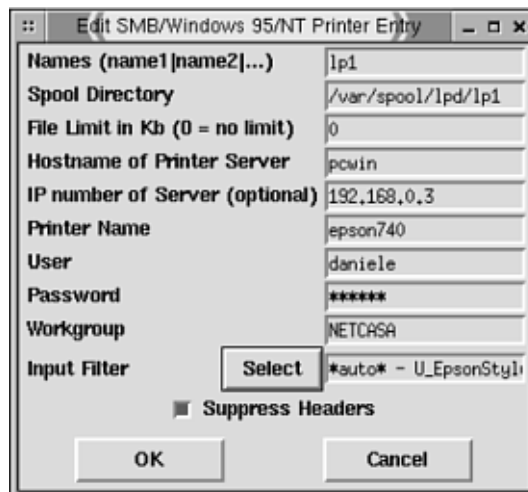 Edit SMB/Windows 95/NT Printer Entry
Names (name1|name2|...) lp1
Spool Directory /var/spool/lpd/lp1
File Limit in Kb (0 = no limit) 0
Hostname of Printer Server pcwin
IP number of Server (optional) 192.168.0.3
Printer Name epson740
User daniele
Password ******
Workgroup NETCASA
Input Filter Select *auto* - U_EpsonStyl
Suppress Headers
OK Cancel